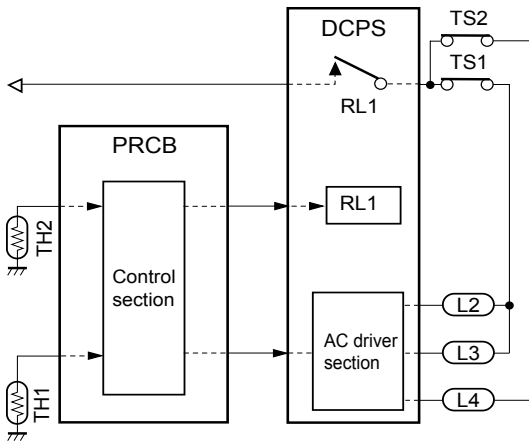 TS2
DCPS
TS1
RL1
PRCB
RL1
TH2
Control
section
L2
AC driver
section
L3
L4
TH1